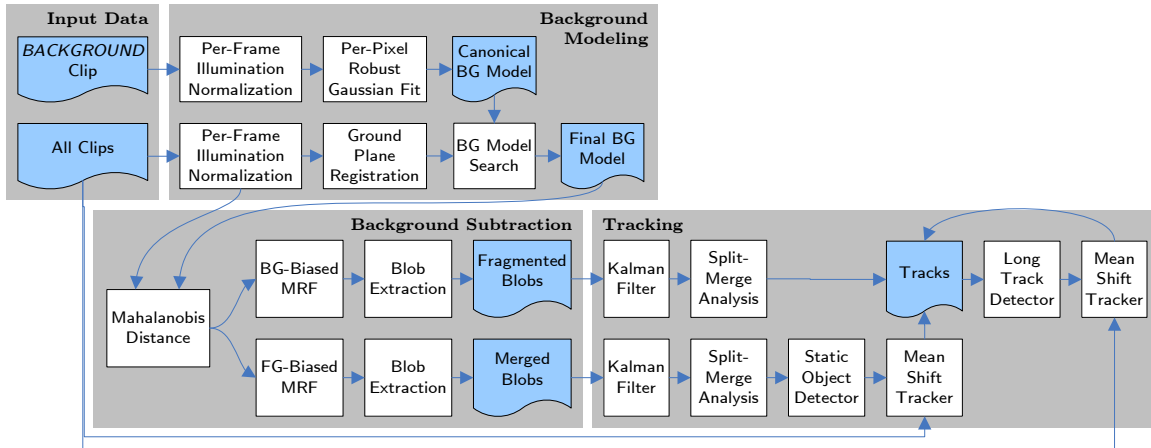 Input Data
BACKGROUND
Clip
All Clips
Background
Modeling
Per-Frame
Illumination
Normalization
Per-Pixel
Robust
Gaussian Fit
Canonical
BG Model
Per-Frame
Illumination
Normalization
Ground
Plane
Registration
BG Model
Search
Final BG
Model
Background Subtraction
Mahalanobis
Distance
BG-Biased
MRF
Blob
Extraction
Fragmented
Blobs
FG-Biased
MRF
Blob
Extraction
Merged
Blobs
Tracking
Kalman
Filter
Split-
Merge
Analysis
Tracks
Long
Track
Detector
Mean
Shift
Tracker
Kalman
Filter
Split-
Merge
Analysis
Static
Object
Detector
Mean
Shift
Tracker